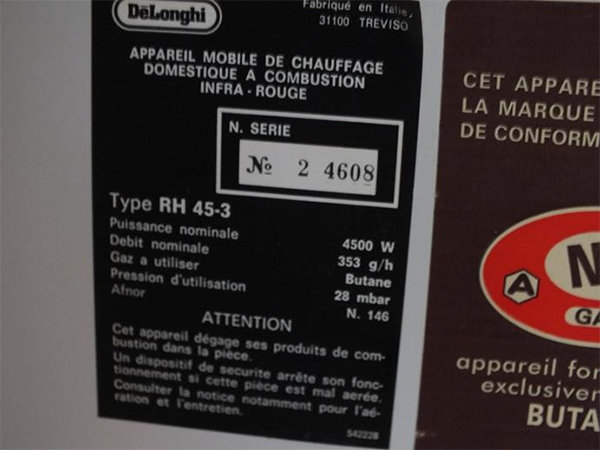 DeLonghi
Fabriqué en Italie,
31100 TREVISO
APPAREIL MOBILE DE CHAUFFAGE
DOMESTIQUE A COMBUSTION
INFRA - ROUGE
N. SERIE
No 2 4608
Type RH 45-3
Puissance nominale 4500 W
Debit nominale 353 g/h
Gaz a utiliser Butane
Pression d'utilisation 28 mbar
Afnor N. 146
ATTENTION
Cet appareil dégage ses produits de com-
bustion dans la pièce.
Un dispositif de securite arrête son fonc-
tionnement si cette pièce est mal aerée.
Consulter la notice notamment pour l'aé-
ration et l'entretien.
542228
CET APPARE
LA MARQUE
DE CONFORM
A
N
GA
appareil for
exclusivem
BUTA